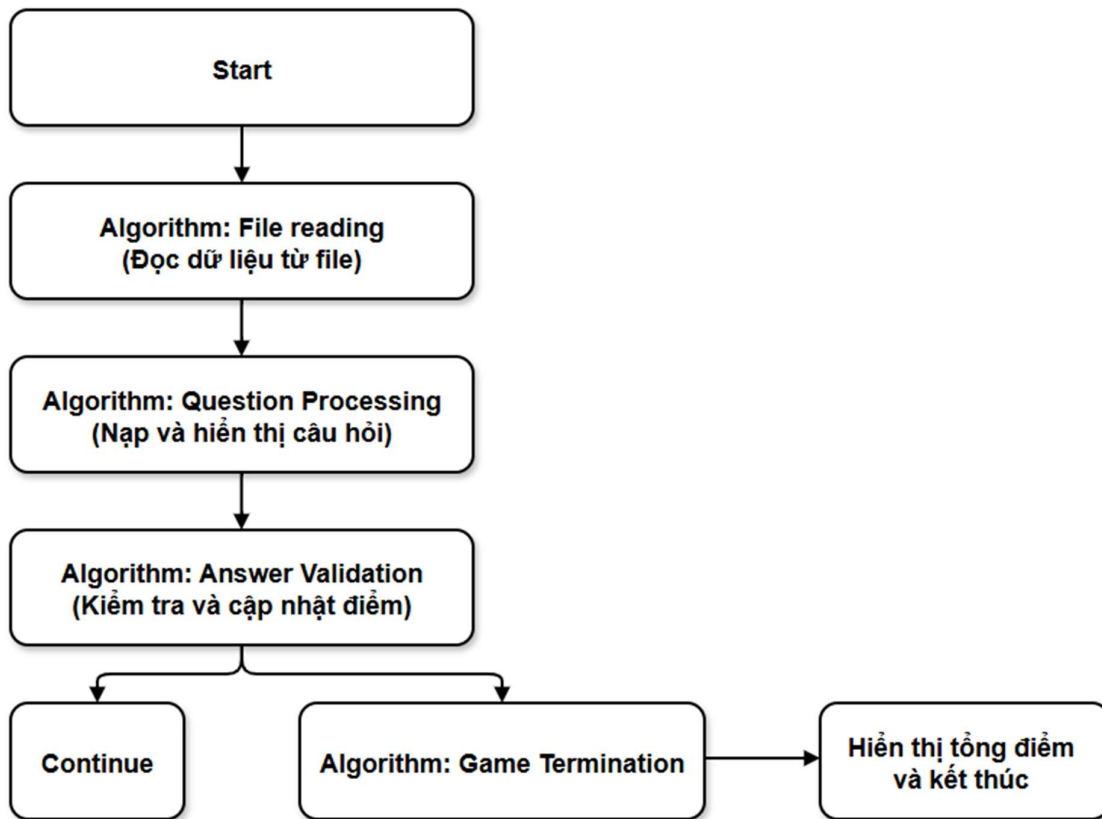 Start
Algorithm: File reading
(Đọc dữ liệu từ file)
Algorithm: Question Processing
(Nạp và hiển thị câu hỏi)
Algorithm: Answer Validation
(Kiểm tra và cập nhật điểm)
Continue
Algorithm: Game Termination
Hiển thị tổng điểm
và kết thúc